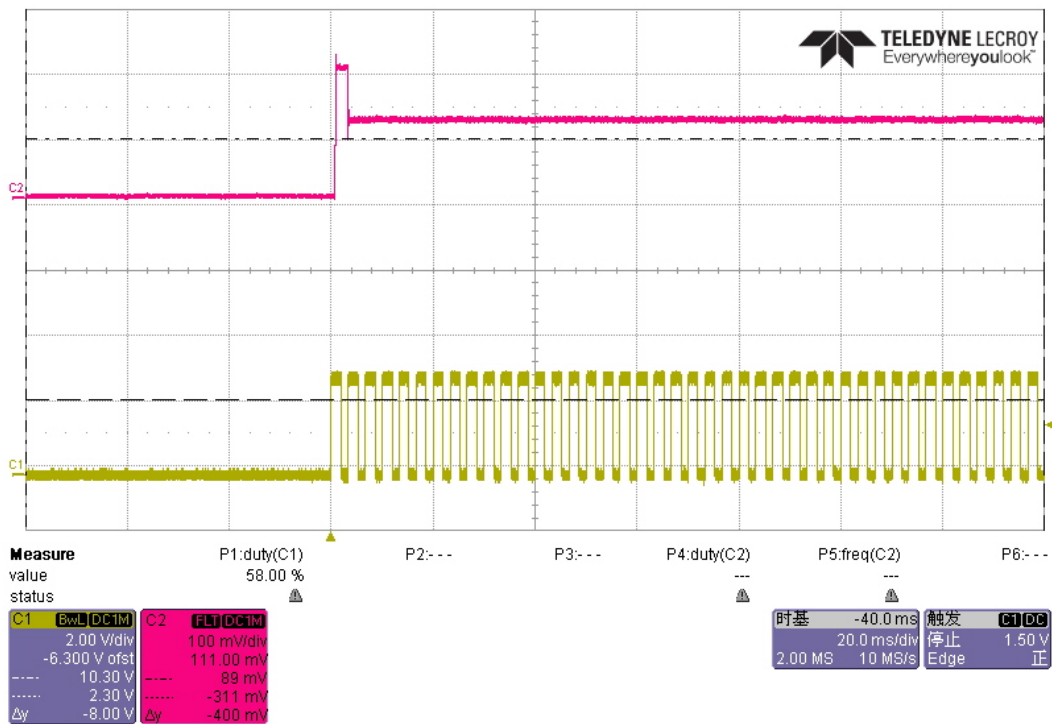 TELEDYNE LECROY
Everywhereyoulook™
C2
C1
Measure P1:duty(C1) P2:- - - P3:- - - P4:duty(C2) P5:freq(C2) P6:- - -
value 58.00 % --- ---
status
C1 BwL DC1M
2.00 V/div
-6.300 V ofst
10.30 V
2.30 V
Δy -8.00 V
C2 FLT DC1M
100 mV/div
111.00 mV
89 mV
-311 mV
Δy -400 mV
时基 -40.0 ms
20.0 ms/div
2.00 MS 10 MS/s
触发 C1 DC
停止 1.50 V
Edge 正